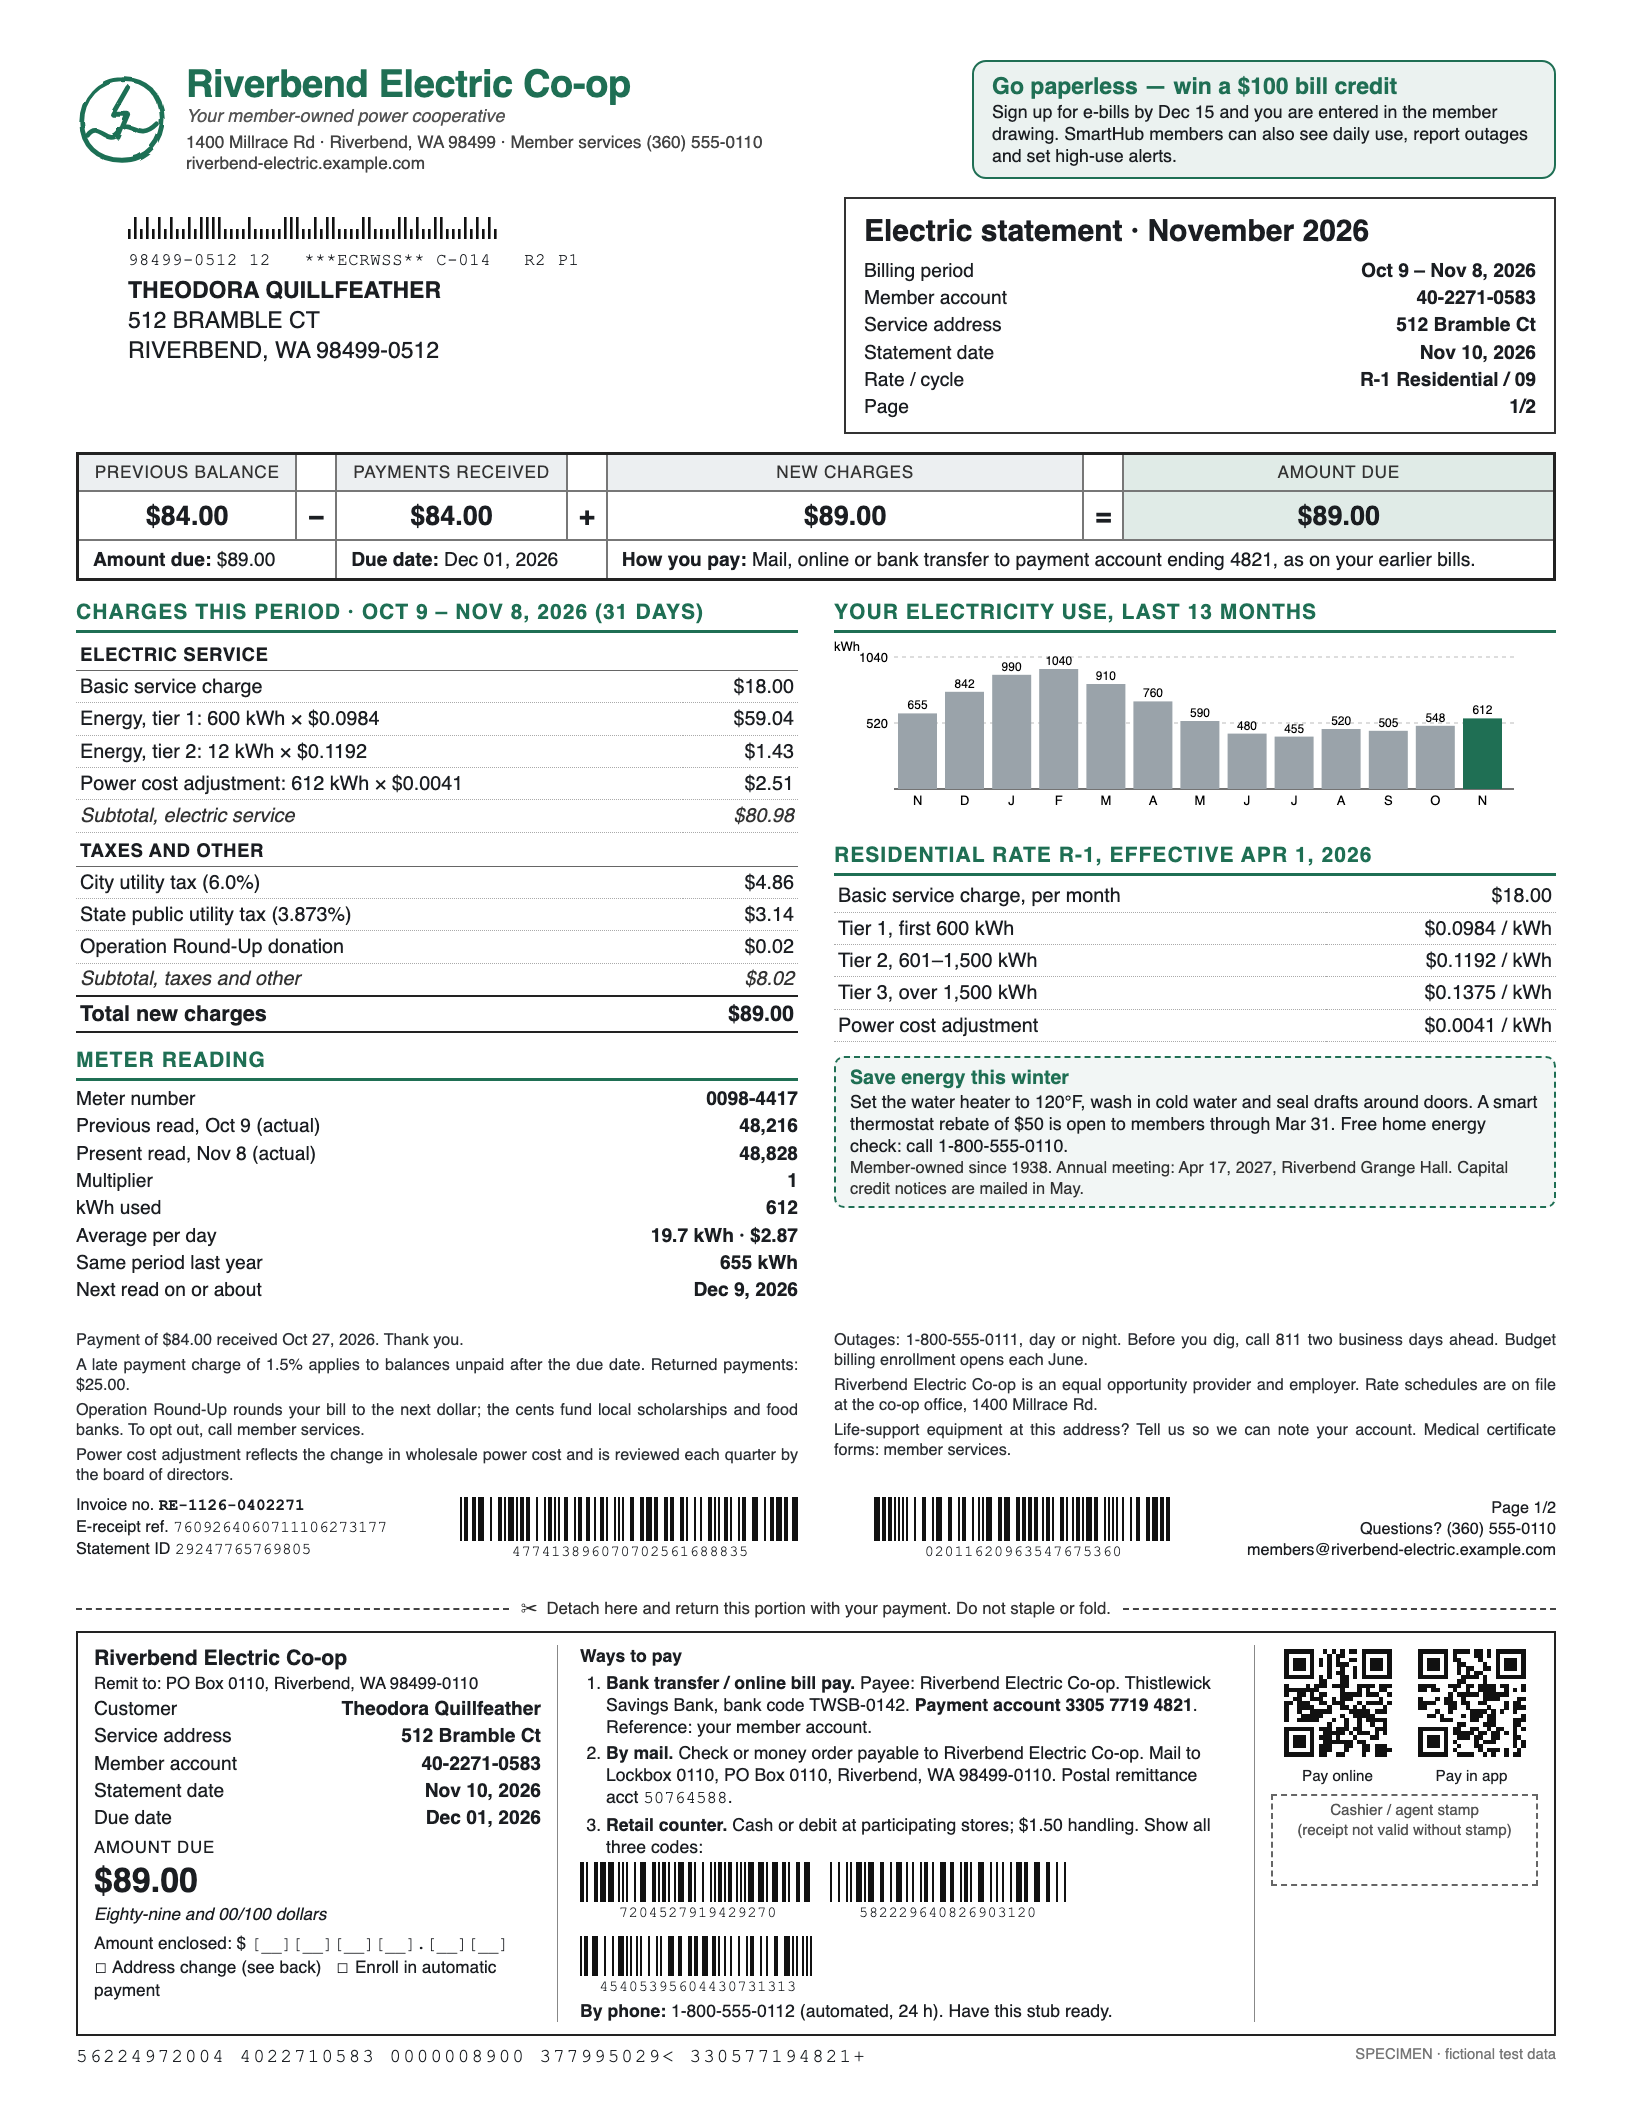 Riverbend Electric Co-op
Your member-owned power cooperative
1400 Millrace Rd · Riverbend, WA 98499 · Member services (360) 555-0110
riverbend-electric.example.com
Go paperless — win a $100 bill credit
Sign up for e-bills by Dec 15 and you are entered in the member
drawing. SmartHub members can also see daily use, report outages
and set high-use alerts.
98499-0512 12 ***ECRWSS** C-014 R2 P1
THEODORA QUILLFEATHER
512 BRAMBLE CT
RIVERBEND, WA 98499-0512
Electric statement · November 2026
Billing period Oct 9 – Nov 8, 2026
Member account 40-2271-0583
Service address 512 Bramble Ct
Statement date Nov 10, 2026
Rate / cycle R-1 Residential / 09
Page 1/2
PREVIOUS BALANCE PAYMENTS RECEIVED NEW CHARGES AMOUNT DUE
$84.00 – $84.00 + $89.00 = $89.00
Amount due: $89.00 Due date: Dec 01, 2026 How you pay: Mail, online or bank transfer to payment account ending 4821, as on your earlier bills.
CHARGES THIS PERIOD · OCT 9 – NOV 8, 2026 (31 DAYS)
ELECTRIC SERVICE
Basic service charge $18.00
Energy, tier 1: 600 kWh × $0.0984 $59.04
Energy, tier 2: 12 kWh × $0.1192 $1.43
Power cost adjustment: 612 kWh × $0.0041 $2.51
Subtotal, electric service $80.98
TAXES AND OTHER
City utility tax (6.0%) $4.86
State public utility tax (3.873%) $3.14
Operation Round-Up donation $0.02
Subtotal, taxes and other $8.02
Total new charges $89.00
METER READING
Meter number 0098-4417
Previous read, Oct 9 (actual) 48,216
Present read, Nov 8 (actual) 48,828
Multiplier 1
kWh used 612
Average per day 19.7 kWh · $2.87
Same period last year 655 kWh
Next read on or about Dec 9, 2026
YOUR ELECTRICITY USE, LAST 13 MONTHS
kWh
1040
520
655 842 990 1040 910 760 590 480 455 520 505 548 612
N D J F M A M J J A S O N
RESIDENTIAL RATE R-1, EFFECTIVE APR 1, 2026
Basic service charge, per month $18.00
Tier 1, first 600 kWh $0.0984 / kWh
Tier 2, 601–1,500 kWh $0.1192 / kWh
Tier 3, over 1,500 kWh $0.1375 / kWh
Power cost adjustment $0.0041 / kWh
Save energy this winter
Set the water heater to 120°F, wash in cold water and seal drafts around doors. A smart
thermostat rebate of $50 is open to members through Mar 31. Free home energy
check: call 1-800-555-0110.
Member-owned since 1938. Annual meeting: Apr 17, 2027, Riverbend Grange Hall. Capital
credit notices are mailed in May.
Payment of $84.00 received Oct 27, 2026. Thank you.
A late payment charge of 1.5% applies to balances unpaid after the due date. Returned payments:
$25.00.
Operation Round-Up rounds your bill to the next dollar; the cents fund local scholarships and food
banks. To opt out, call member services.
Power cost adjustment reflects the change in wholesale power cost and is reviewed each quarter by
the board of directors.
Outages: 1-800-555-0111, day or night. Before you dig, call 811 two business days ahead. Budget
billing enrollment opens each June.
Riverbend Electric Co-op is an equal opportunity provider and employer. Rate schedules are on file
at the co-op office, 1400 Millrace Rd.
Life-support equipment at this address? Tell us so we can note your account. Medical certificate
forms: member services.
Invoice no. RE-1126-0402271
E-receipt ref. 7609264060711106273177
Statement ID 29247765769805
4774138960707025616​88835
02011620963547675360
Page 1/2
Questions? (360) 555-0110
members@riverbend-electric.example.com
✂ Detach here and return this portion with your payment. Do not staple or fold.
Riverbend Electric Co-op
Remit to: PO Box 0110, Riverbend, WA 98499-0110
Customer Theodora Quillfeather
Service address 512 Bramble Ct
Member account 40-2271-0583
Statement date Nov 10, 2026
Due date Dec 01, 2026
AMOUNT DUE
$89.00
Eighty-nine and 00/100 dollars
Amount enclosed: $ [__][__][__][__].[__][__]
☐ Address change (see back) ☐ Enroll in automatic
payment
Ways to pay
1. Bank transfer / online bill pay. Payee: Riverbend Electric Co-op. Thistlewick
Savings Bank, bank code TWSB-0142. Payment account 3305 7719 4821.
Reference: your member account.
2. By mail. Check or money order payable to Riverbend Electric Co-op. Mail to
Lockbox 0110, PO Box 0110, Riverbend, WA 98499-0110. Postal remittance
acct 50764588.
3. Retail counter. Cash or debit at participating stores; $1.50 handling. Show all
three codes:
7204527919429270
582229640826903120
454053956044307313​13
By phone: 1-800-555-0112 (automated, 24 h). Have this stub ready.
Pay online
Pay in app
Cashier / agent stamp
(receipt not valid without stamp)
56224972004 4022710583 0000008900 377995029< 330577194821+
SPECIMEN · fictional test data